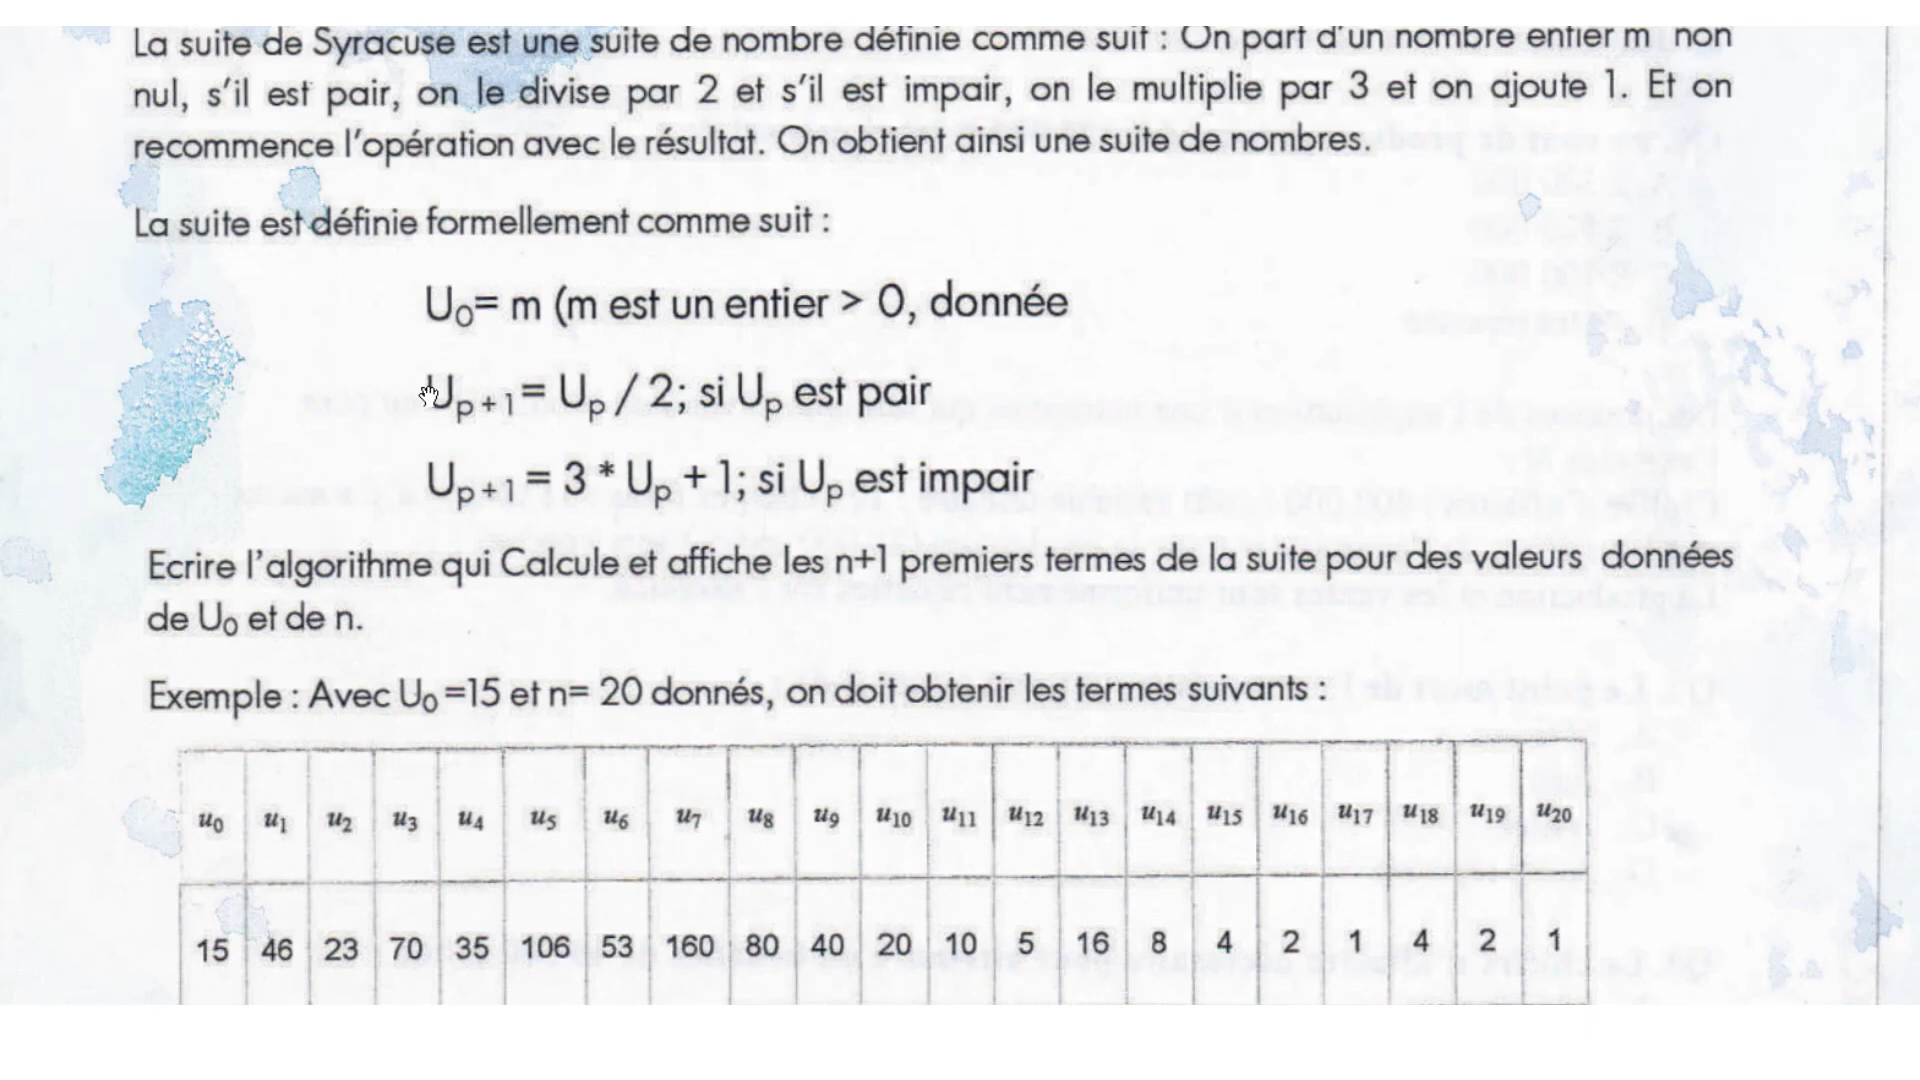 La suite de Syracuse est une suite de nombre définie comme suit : On part d'un nombre entier m non
nul, s'il est pair, on le divise par 2 et s'il est impair, on le multiplie par 3 et on ajoute 1. Et on
recommence l'opération avec le résultat. On obtient ainsi une suite de nombres.
La suite est définie formellement comme suit :
U0= m (m est un entier > 0, donnée
Up+1 = Up / 2; si Up est pair
Up+1 = 3 * Up + 1; si Up est impair
Ecrire l'algorithme qui Calcule et affiche les n+1 premiers termes de la suite pour des valeurs données
de U0 et de n.
Exemple : Avec U0=15 et n= 20 donnés, on doit obtenir les termes suivants :
u0 u1 u2 u3 u4 u5 u6 u7 u8 u9 u10 u11 u12 u13 u14 u15 u16 u17 u18 u19 u20
15 46 23 70 35 106 53 160 80 40 20 10 5 16 8 4 2 1 4 2 1